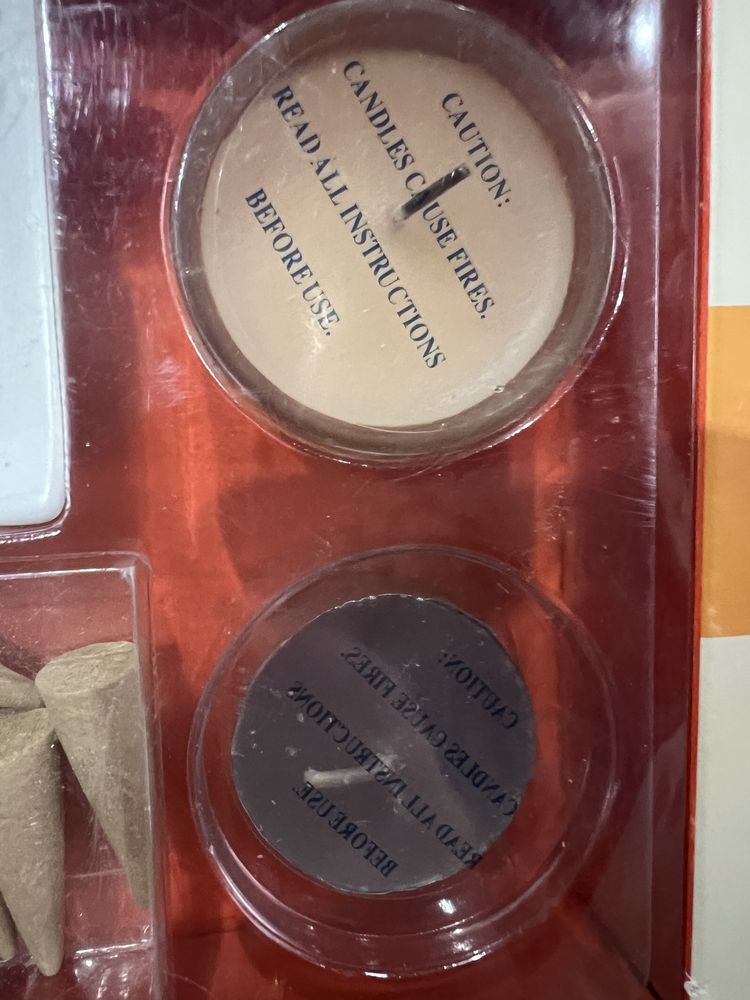 CAUTION:
CANDLES CAUSE FIRES.
READ ALL INSTRUCTIONS
BEFORE USE.
CAUTION:
CANDLES CAUSE FIRES.
READ ALL INSTRUCTIONS
BEFORE USE.